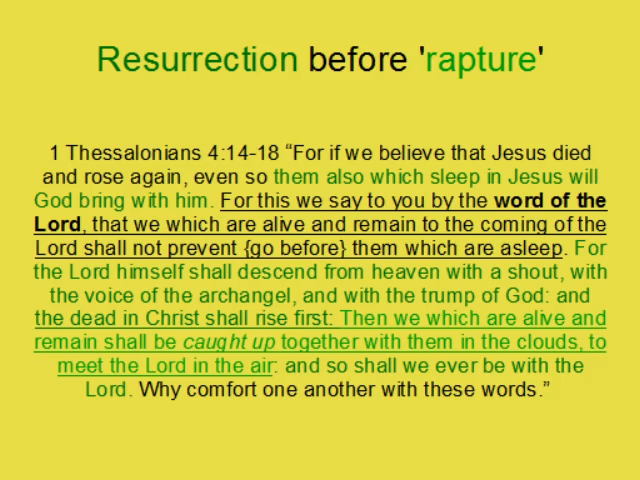 Resurrection before 'rapture'
1 Thessalonians 4:14-18 “For if we believe that Jesus died
and rose again, even so them also which sleep in Jesus will
God bring with him. For this we say to you by the word of the
Lord, that we which are alive and remain to the coming of the
Lord shall not prevent {go before} them which are asleep. For
the Lord himself shall descend from heaven with a shout, with
the voice of the archangel, and with the trump of God: and
the dead in Christ shall rise first: Then we which are alive and
remain shall be caught up together with them in the clouds, to
meet the Lord in the air: and so shall we ever be with the
Lord. Why comfort one another with these words.”